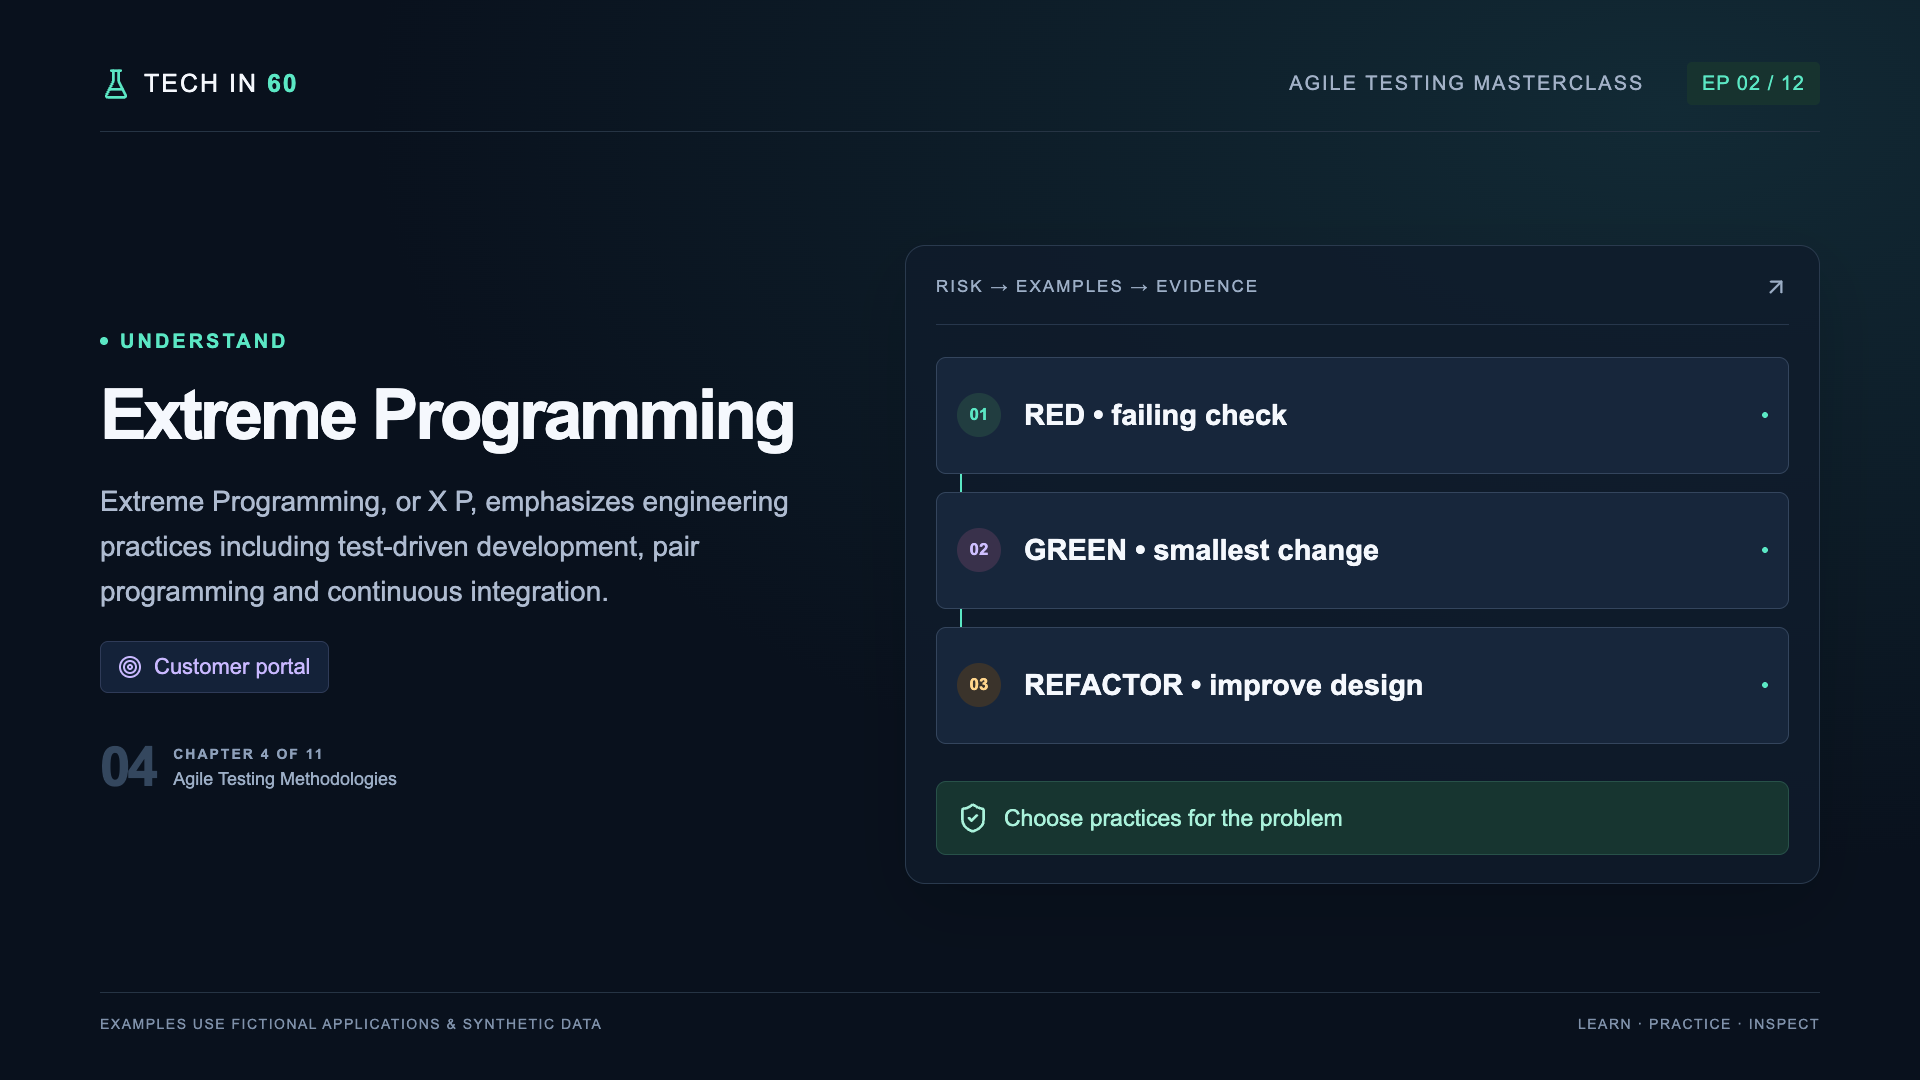 TECH IN 60
AGILE TESTING MASTERCLASS
EP 02 / 12
• UNDERSTAND
Extreme Programming
Extreme Programming, or X P, emphasizes engineering
practices including test-driven development, pair
programming and continuous integration.
Customer portal
04
CHAPTER 4 OF 11
Agile Testing Methodologies
RISK → EXAMPLES → EVIDENCE
01
RED • failing check
02
GREEN • smallest change
03
REFACTOR • improve design
Choose practices for the problem
EXAMPLES USE FICTIONAL APPLICATIONS & SYNTHETIC DATA
LEARN · PRACTICE · INSPECT